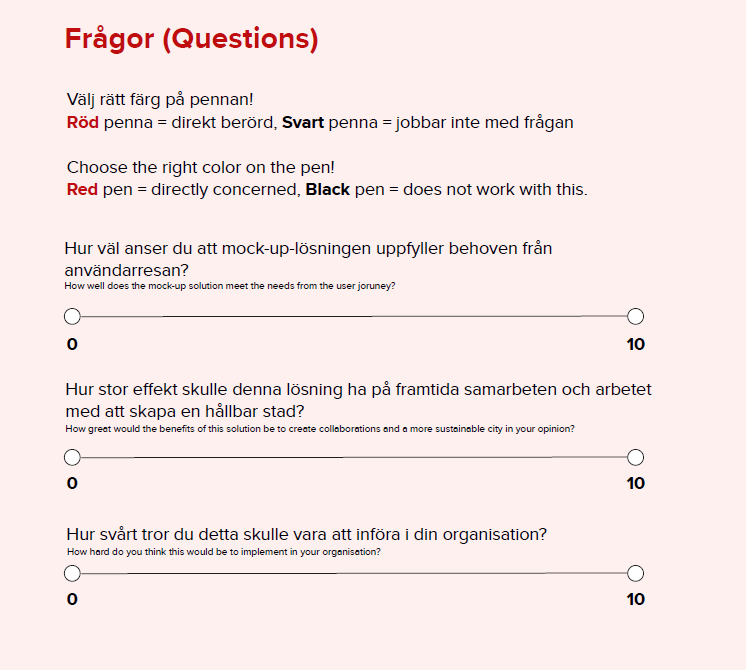 Frågor (Questions)
Välj rätt färg på pennan!
Röd penna = direkt berörd, Svart penna = jobbar inte med frågan
Choose the right color on the pen!
Red pen = directly concerned, Black pen = does not work with this.
Hur väl anser du att mock-up-lösningen uppfyller behoven från
användarresan?
How well does the mock-up solution meet the needs from the user joruney?
0 10
Hur stor effekt skulle denna lösning ha på framtida samarbeten och arbetet
med att skapa en hållbar stad?
How great would the benefits of this solution be to create collaborations and a more sustainable city in your opinion?
0 10
Hur svårt tror du detta skulle vara att införa i din organisation?
How hard do you think this would be to implement in your organisation?
0 10